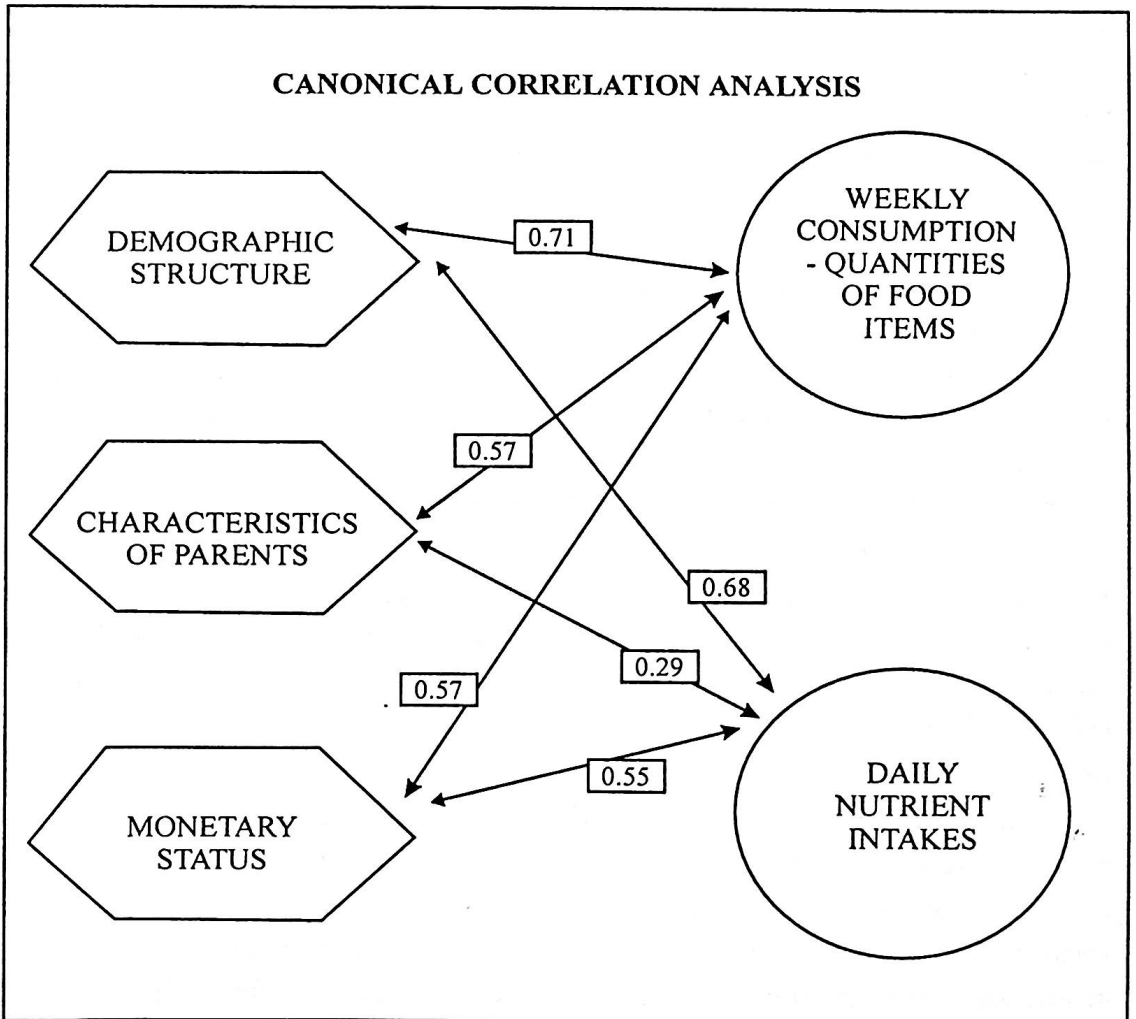 CANONICAL CORRELATION ANALYSIS
DEMOGRAPHIC
STRUCTURE
0.71
WEEKLY
CONSUMPTION
- QUANTITIES
OF FOOD
ITEMS
CHARACTERISTICS
OF PARENTS
0.57
0.68
0.29
0.57
0.55
MONETARY
STATUS
DAILY
NUTRIENT
INTAKES